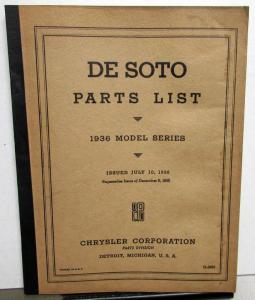 DE SOTO
PARTS LIST
1936 MODEL SERIES
ISSUED JULY 10, 1936
CHRYSLER CORPORATION
PARTS DIVISION
DETROIT, MICHIGAN, U. S. A.